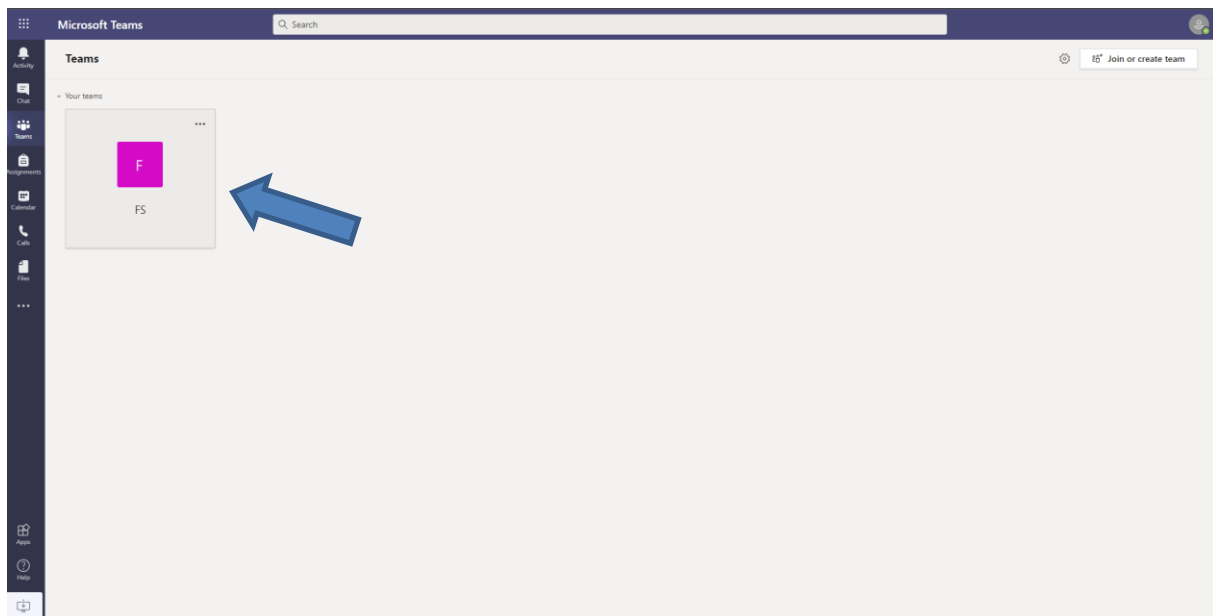 Microsoft Teams
Search
Activity
Chat
Teams
Assignments
Calendar
Calls
Files
Apps
Help
Teams
Join or create team
Your teams
F
FS